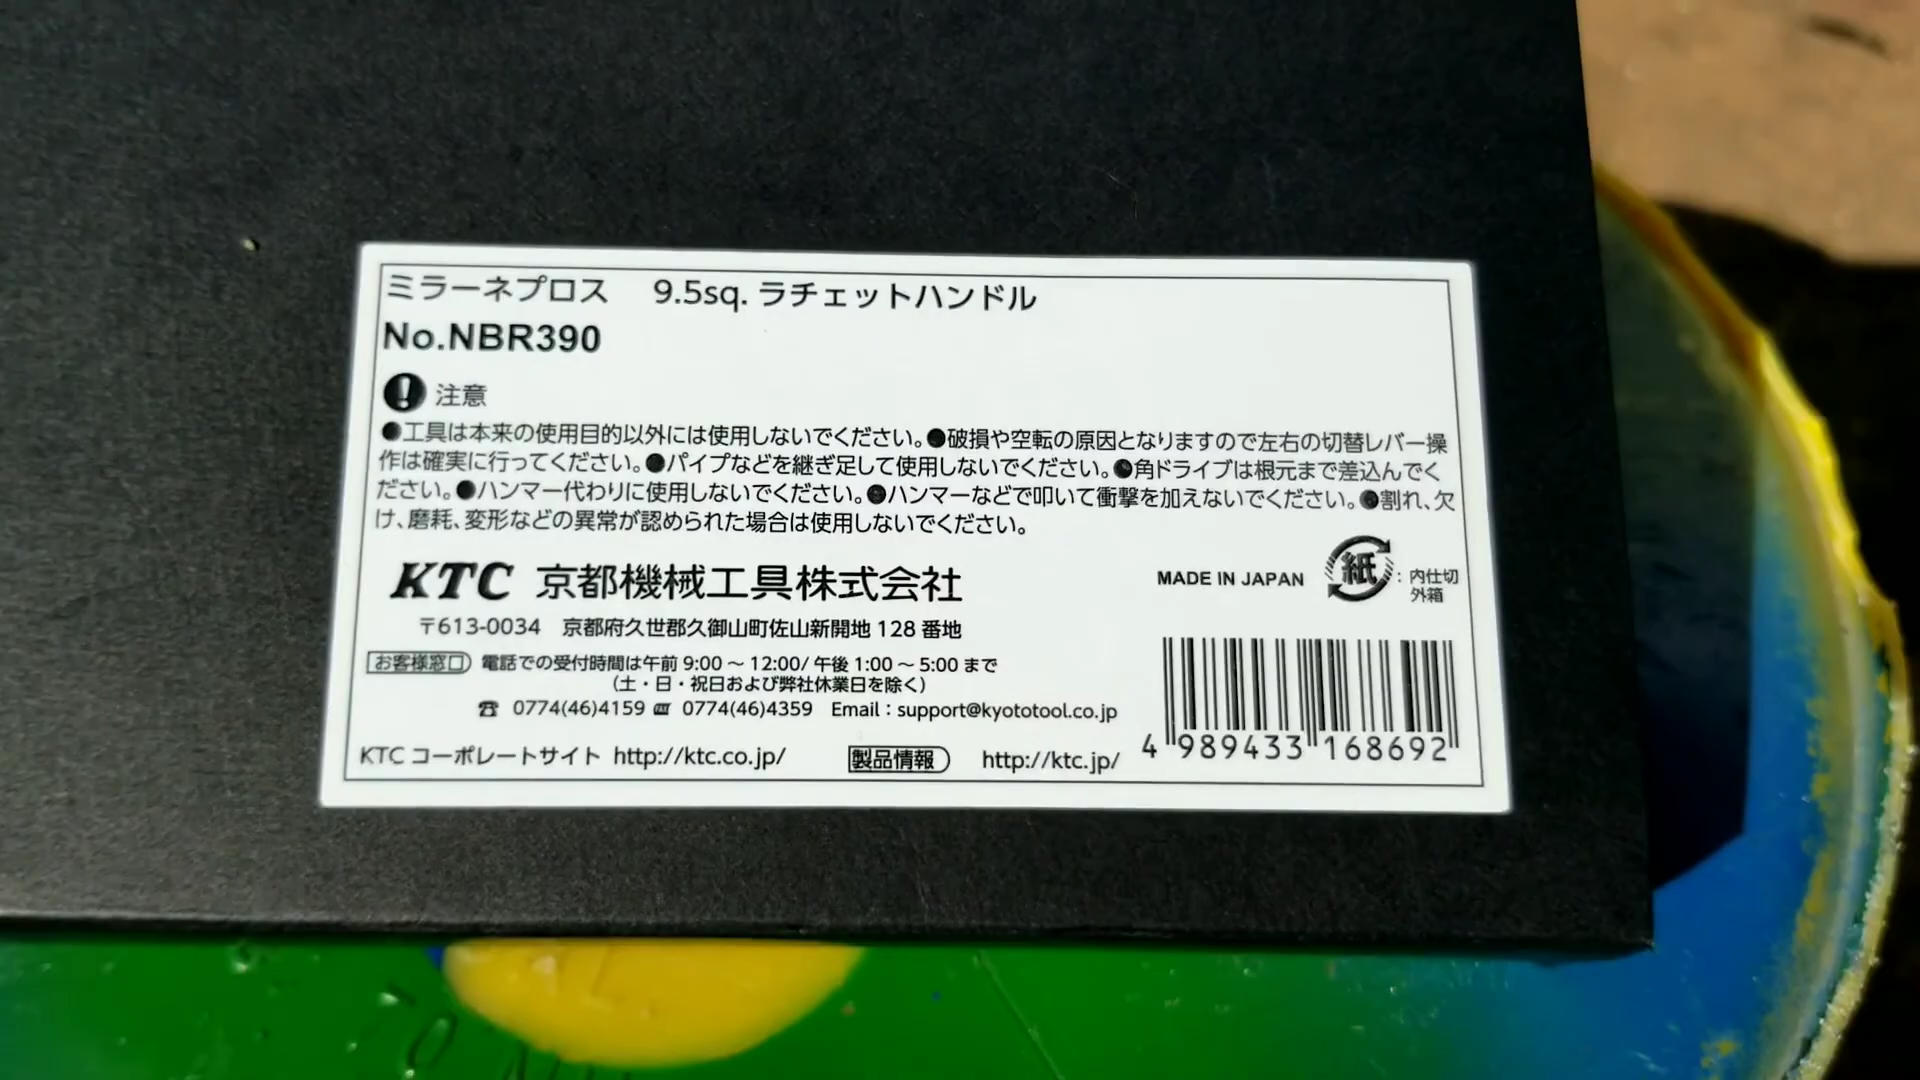 ミラーネプロス 9.5sq. ラチェットハンドル
No.NBR390
注意
●工具は本来の使用目的以外には使用しないでください。●破損や空転の原因となりますので左右の切替レバー操
作は確実に行ってください。●パイプなどを継ぎ足して使用しないでください。●角ドライブは根元まで差込んでく
ださい。●ハンマー代わりに使用しないでください。●ハンマーなどで叩いて衝撃を加えないでください。●割れ、欠
け、磨耗、変形などの異常が認められた場合は使用しないでください。
KTC 京都機械工具株式会社
MADE IN JAPAN
紙：内仕切
外箱
〒613-0034 京都府久世郡久御山町佐山新開地 128 番地
お客様窓口 電話での受付時間は午前 9:00 ～ 12:00/ 午後 1:00 ～ 5:00 まで
（土・日・祝日および弊社休業日を除く）
☎ 0774(46)4159 FAX 0774(46)4359 Email：support@kyototool.co.jp
KTC コーポレートサイト http://ktc.co.jp/ 製品情報 http://ktc.jp/
4 989433 168692